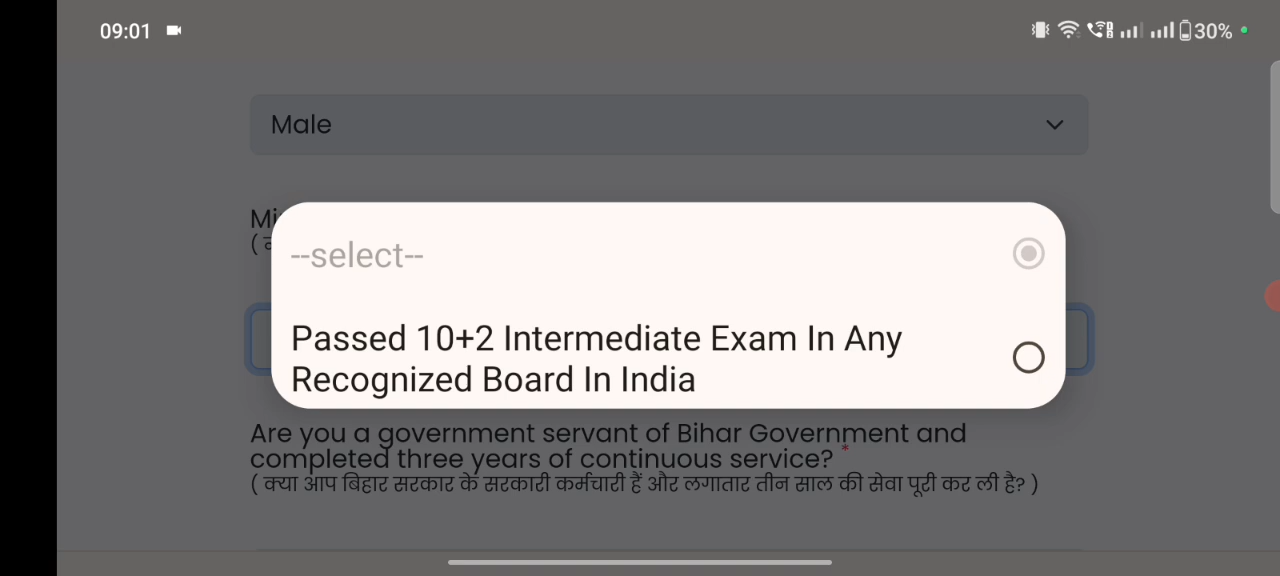 09:01
30%
Male
--select--
Passed 10+2 Intermediate Exam In Any
Recognized Board In India
Are you a government servant of Bihar Government and
completed three years of continuous service? *
( क्या आप बिहार सरकार के सरकारी कर्मचारी हैं और लगातार तीन साल की सेवा पूरी कर ली है? )